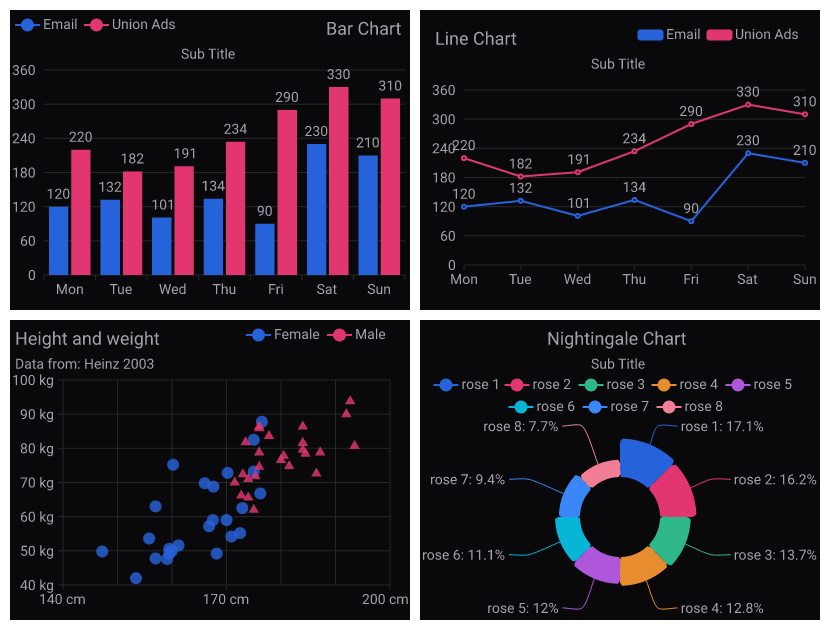 Email Union Ads
Bar Chart
Sub Title
360
300
240
180
120
60
0
120 220 132 182 101 191 134 234 90 290 230 330 210 310
Mon Tue Wed Thu Fri Sat Sun
Line Chart
Email Union Ads
Sub Title
360
300
240
180
120
60
0
220 182 191 234 290 330 310
120 132 101 134 90 230 210
Mon Tue Wed Thu Fri Sat Sun
Height and weight
Female Male
Data from: Heinz 2003
100 kg
90 kg
80 kg
70 kg
60 kg
50 kg
40 kg
140 cm 170 cm 200 cm
Nightingale Chart
Sub Title
rose 1 rose 2 rose 3 rose 4 rose 5
rose 6 rose 7 rose 8
rose 8: 7.7% rose 1: 17.1%
rose 7: 9.4% rose 2: 16.2%
rose 6: 11.1% rose 3: 13.7%
rose 5: 12% rose 4: 12.8%